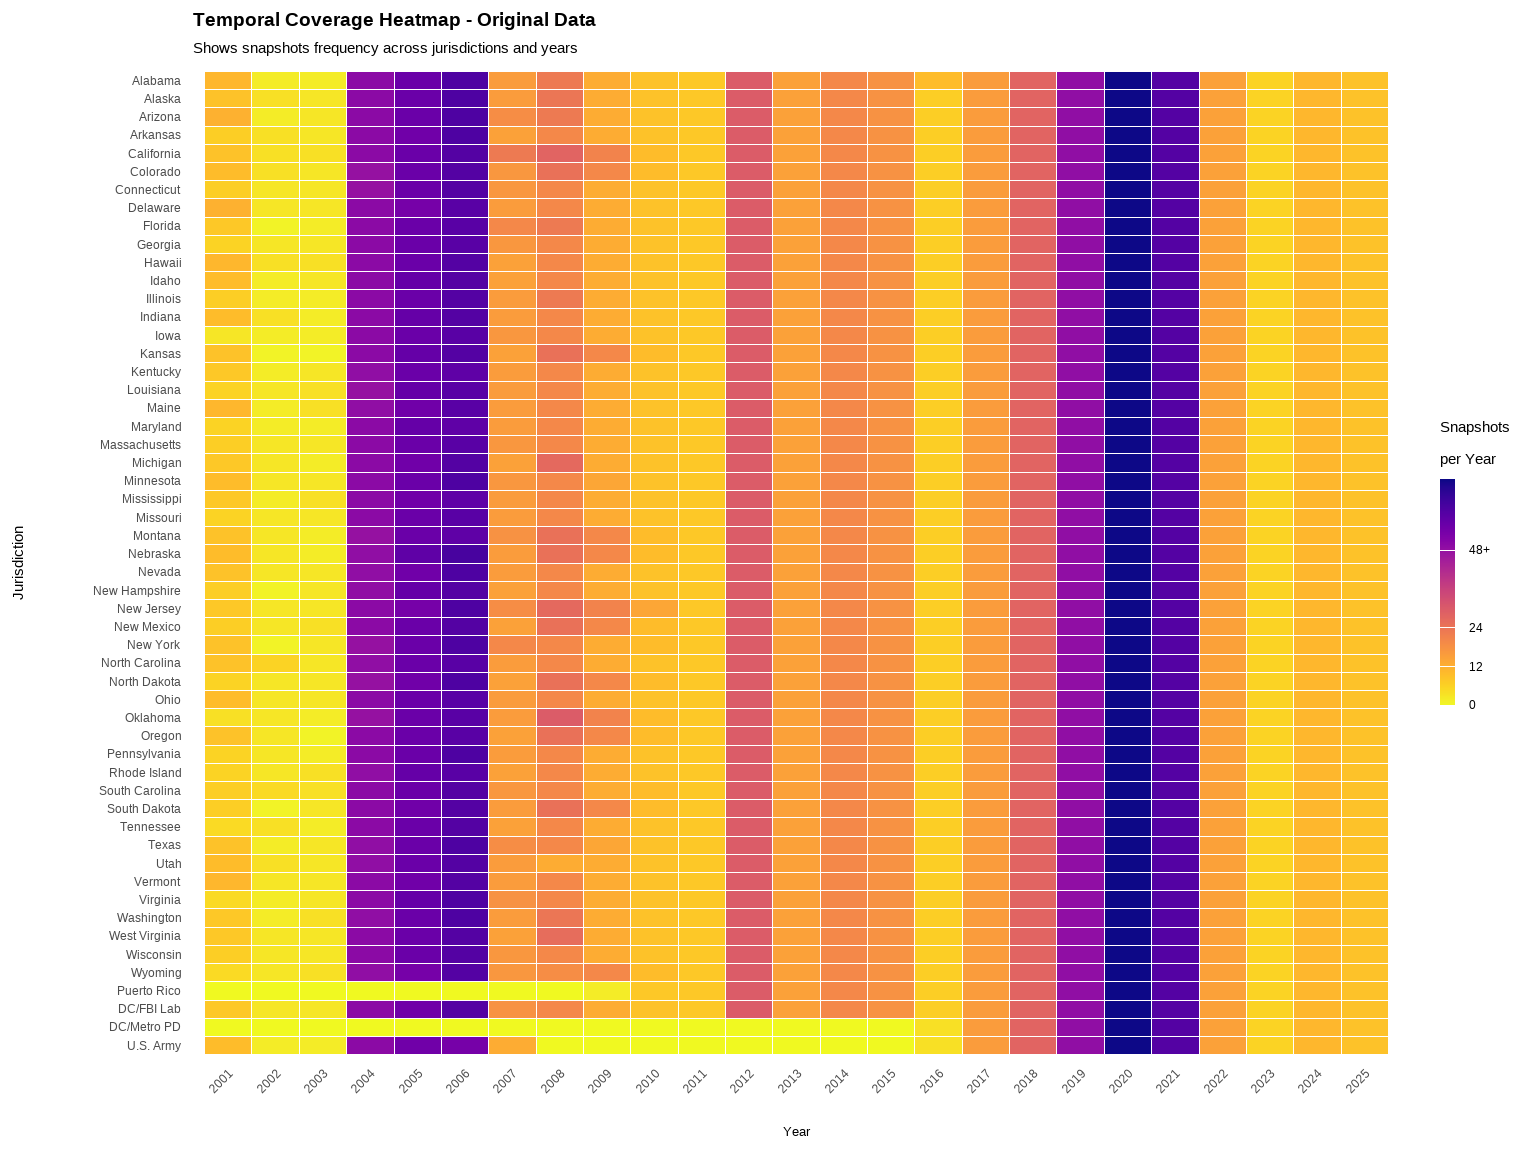 Temporal Coverage Heatmap - Original Data
Shows snapshots frequency across jurisdictions and years
Jurisdiction
Alabama
Alaska
Arizona
Arkansas
California
Colorado
Connecticut
Delaware
Florida
Georgia
Hawaii
Idaho
Illinois
Indiana
Iowa
Kansas
Kentucky
Louisiana
Maine
Maryland
Massachusetts
Michigan
Minnesota
Mississippi
Missouri
Montana
Nebraska
Nevada
New Hampshire
New Jersey
New Mexico
New York
North Carolina
North Dakota
Ohio
Oklahoma
Oregon
Pennsylvania
Rhode Island
South Carolina
South Dakota
Tennessee
Texas
Utah
Vermont
Virginia
Washington
West Virginia
Wisconsin
Wyoming
Puerto Rico
DC/FBI Lab
DC/Metro PD
U.S. Army
2001 2002 2003 2004 2005 2006 2007 2008 2009 2010 2011 2012 2013 2014 2015 2016 2017 2018 2019 2020 2021 2022 2023 2024 2025
Year
Snapshots
per Year
48+
24
12
0